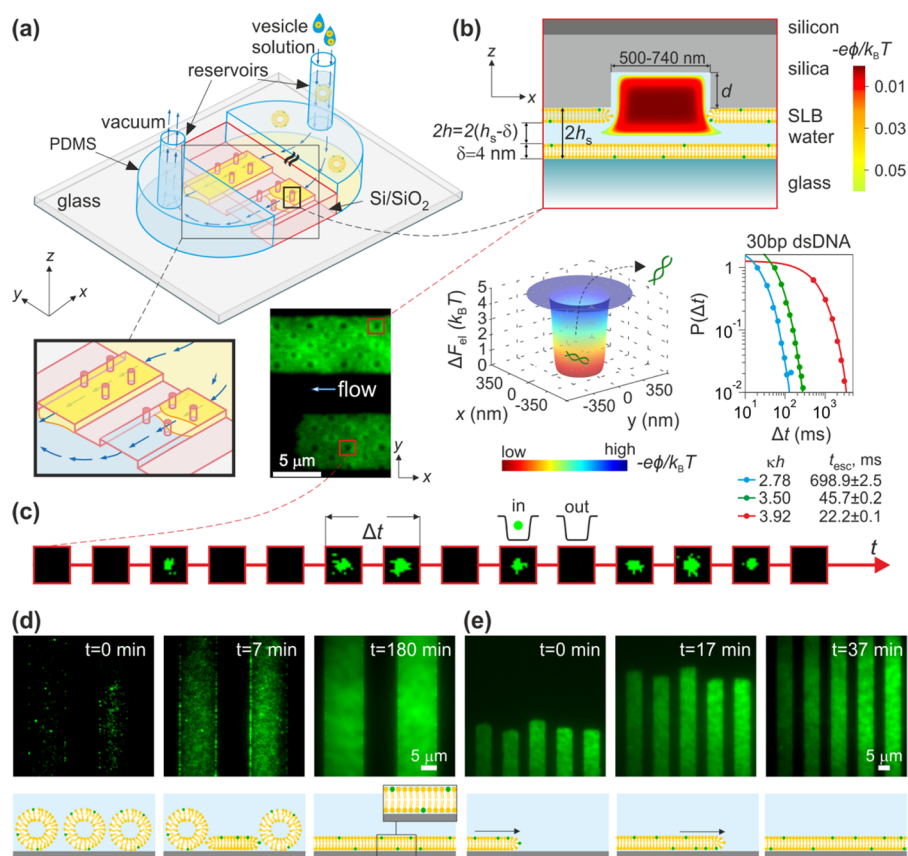 (a)
vesicle
solution
reservoirs
vacuum
PDMS
glass
Si/SiO2
z
y
x
flow
5 μm
y
x
(b)
z
x
500-740 nm
d
2h=2(hs-δ)
2hs
δ=4 nm
silicon
silica
SLB
water
glass
-eϕ/kBT
0.01
0.03
0.05
ΔFel (kBT)
5
4
3
2
1
0
350
0
-350
x (nm)
-350
0
350
y (nm)
low
high
-eϕ/kBT
30bp dsDNA
P(Δt)
1
10-1
10-2
101
102
103
Δt (ms)
κh
tesc, ms
2.78 698.9±2.5
3.50 45.7±0.2
3.92 22.2±0.1
(c)
Δt
in
out
t
(d)
t=0 min
t=7 min
t=180 min
5 μm
(e)
t=0 min
t=17 min
t=37 min
5 μm